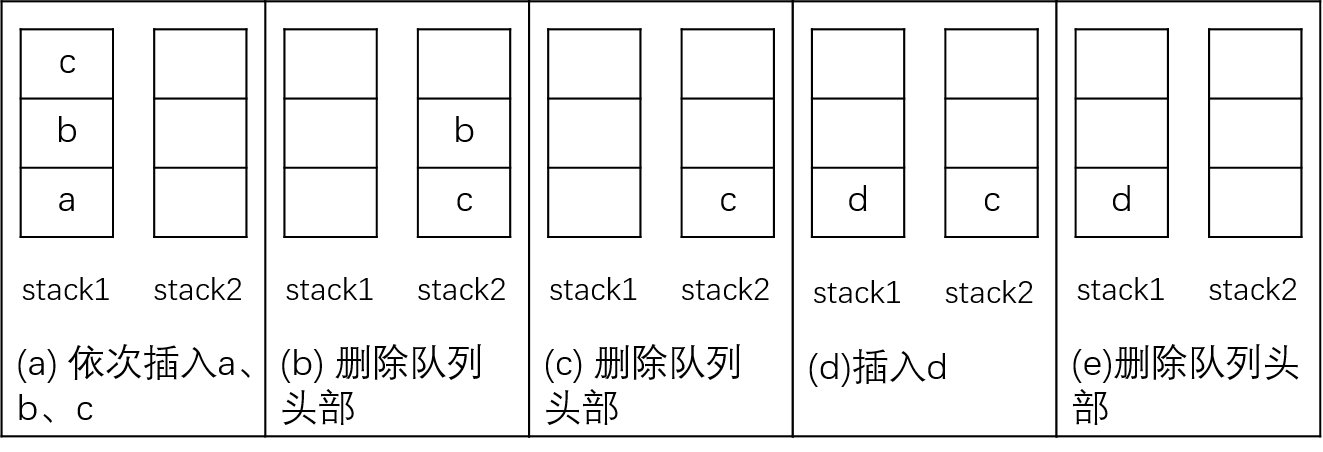 c
b
a
stack1 stack2
(a) 依次插入a、
b、c
b
c
stack1 stack2
(b) 删除队列
头部
c
stack1 stack2
(c) 删除队列
头部
d c
stack1 stack2
(d)插入d
d
stack1 stack2
(e)删除队列头
部